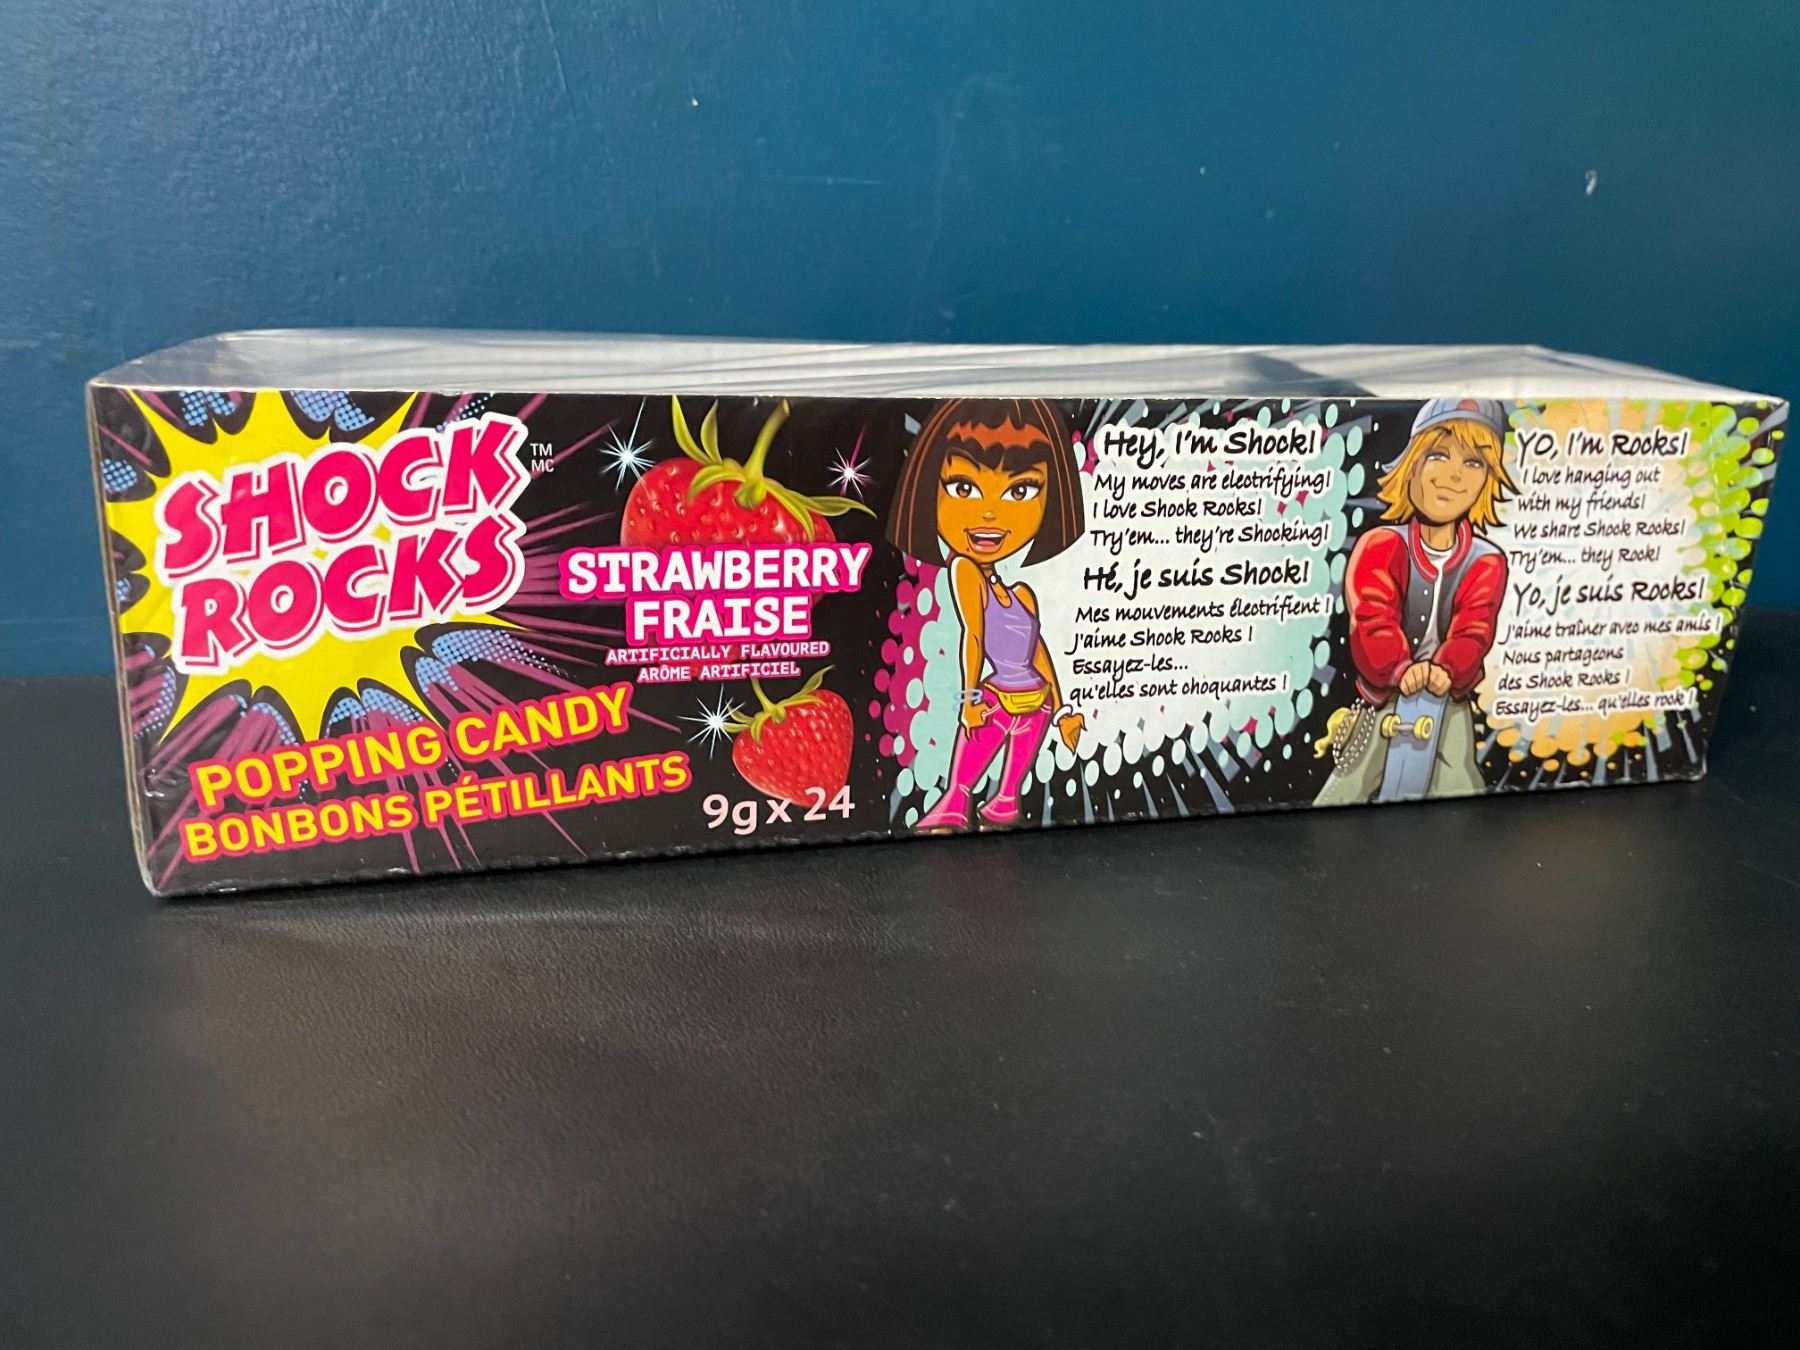 SHOCK
ROCKS
TM
MC
POPPING CANDY
BONBONS PÉTILLANTS
STRAWBERRY
FRAISE
ARTIFICIALLY FLAVOURED
ARÔME ARTIFICIEL
9g x 24
Hey, I'm Shock!
My moves are electrifying!
I love Shock Rocks!
Try'em... they're Shocking!
Hé, je suis Shock!
Mes mouvements électrifient !
J'aime Shock Rocks !
Essayez-les...
qu'elles sont choquantes !
YO, I'm Rocks!
I love hanging out
with my friends!
We share Shock Rocks!
Try'em... they Rock!
Yo, je suis Rocks!
J'aime traîner avec mes amis !
Nous partageons
des Shock Rocks !
Essayez-les... qu'elles rock !